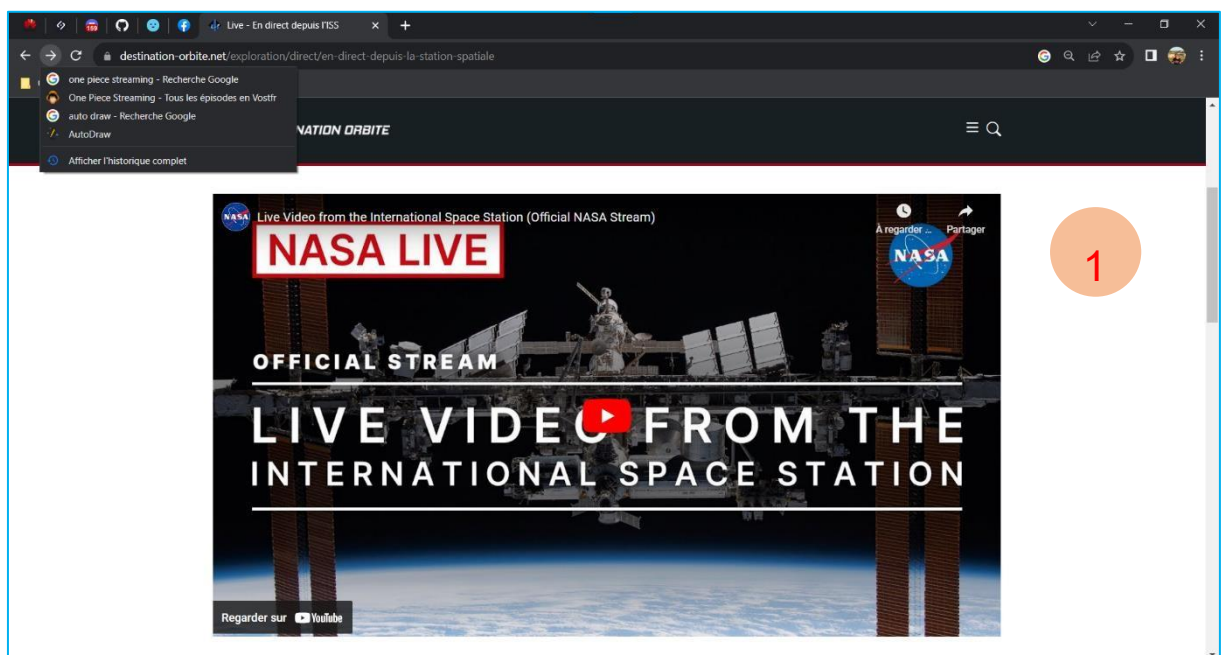 159
Live - En direct depuis l'ISS
destination-orbite.net/exploration/direct/en-direct-depuis-la-station-spatiale
one piece streaming - Recherche Google
One Piece Streaming - Tous les épisodes en Vostfr
auto draw - Recherche Google
AutoDraw
Afficher l'historique complet
NATION ORBITE
NASA Live Video from the International Space Station (Official NASA Stream)
À regarder ... Partager
NASA LIVE
NASA
1
OFFICIAL STREAM
LIVE VIDEO FROM THE
INTERNATIONAL SPACE STATION
Regarder sur YouTube